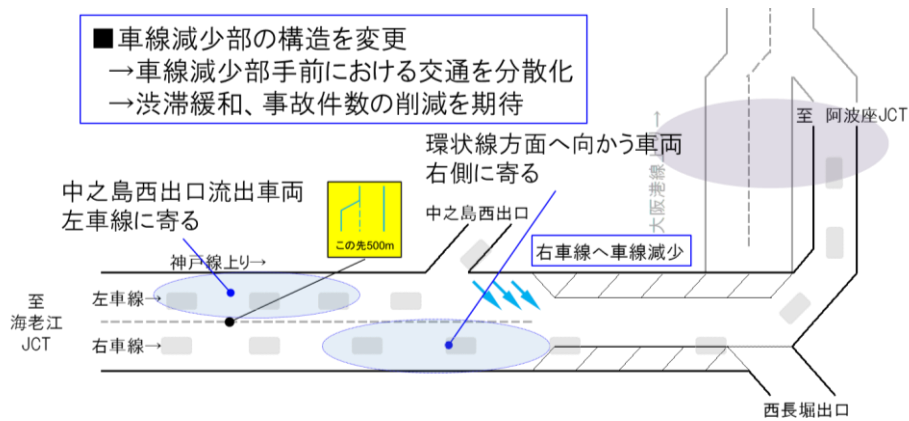 ■車線減少部の構造を変更
→車線減少部手前における交通を分散化
→渋滞緩和、事故件数の削減を期待
至 阿波座JCT
環状線方面へ向かう車両
右側に寄る
大阪港線上り→
中之島西出口流出車両
左車線に寄る
この先500m
中之島西出口
右車線へ車線減少
神戸線上り→
至
海老江
JCT
左車線→
右車線→
西長堀出口